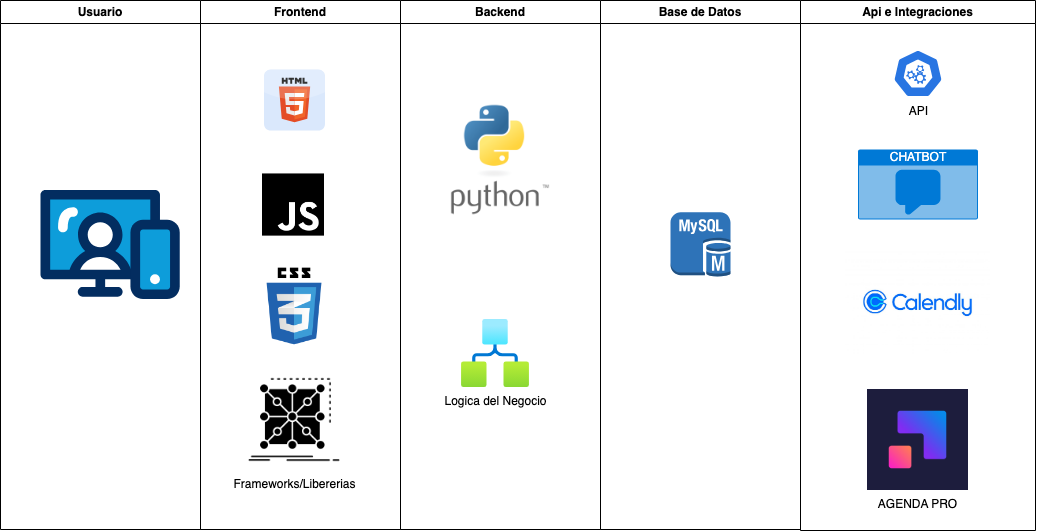 Usuario
Frontend
Backend
Base de Datos
Api e Integraciones
HTML
5
JS
CSS
3
Frameworks/Libererias
python™
Logica del Negocio
MySQL
M
API
CHATBOT
Calendly
AGENDA PRO